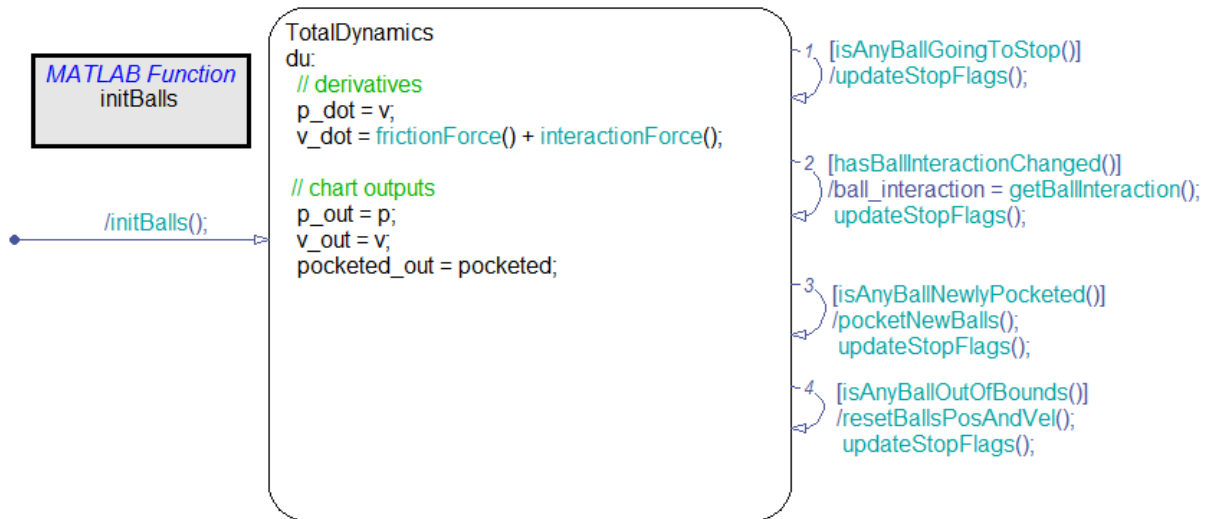 MATLAB Function
initBalls
/initBalls();
TotalDynamics
du:
// derivatives
p_dot = v;
v_dot = frictionForce() + interactionForce();
// chart outputs
p_out = p;
v_out = v;
pocketed_out = pocketed;
1
[isAnyBallGoingToStop()]
/updateStopFlags();
2
[hasBallInteractionChanged()]
/ball_interaction = getBallInteraction();
updateStopFlags();
3
[isAnyBallNewlyPocketed()]
/pocketNewBalls();
updateStopFlags();
4
[isAnyBallOutOfBounds()]
/resetBallsPosAndVel();
updateStopFlags();